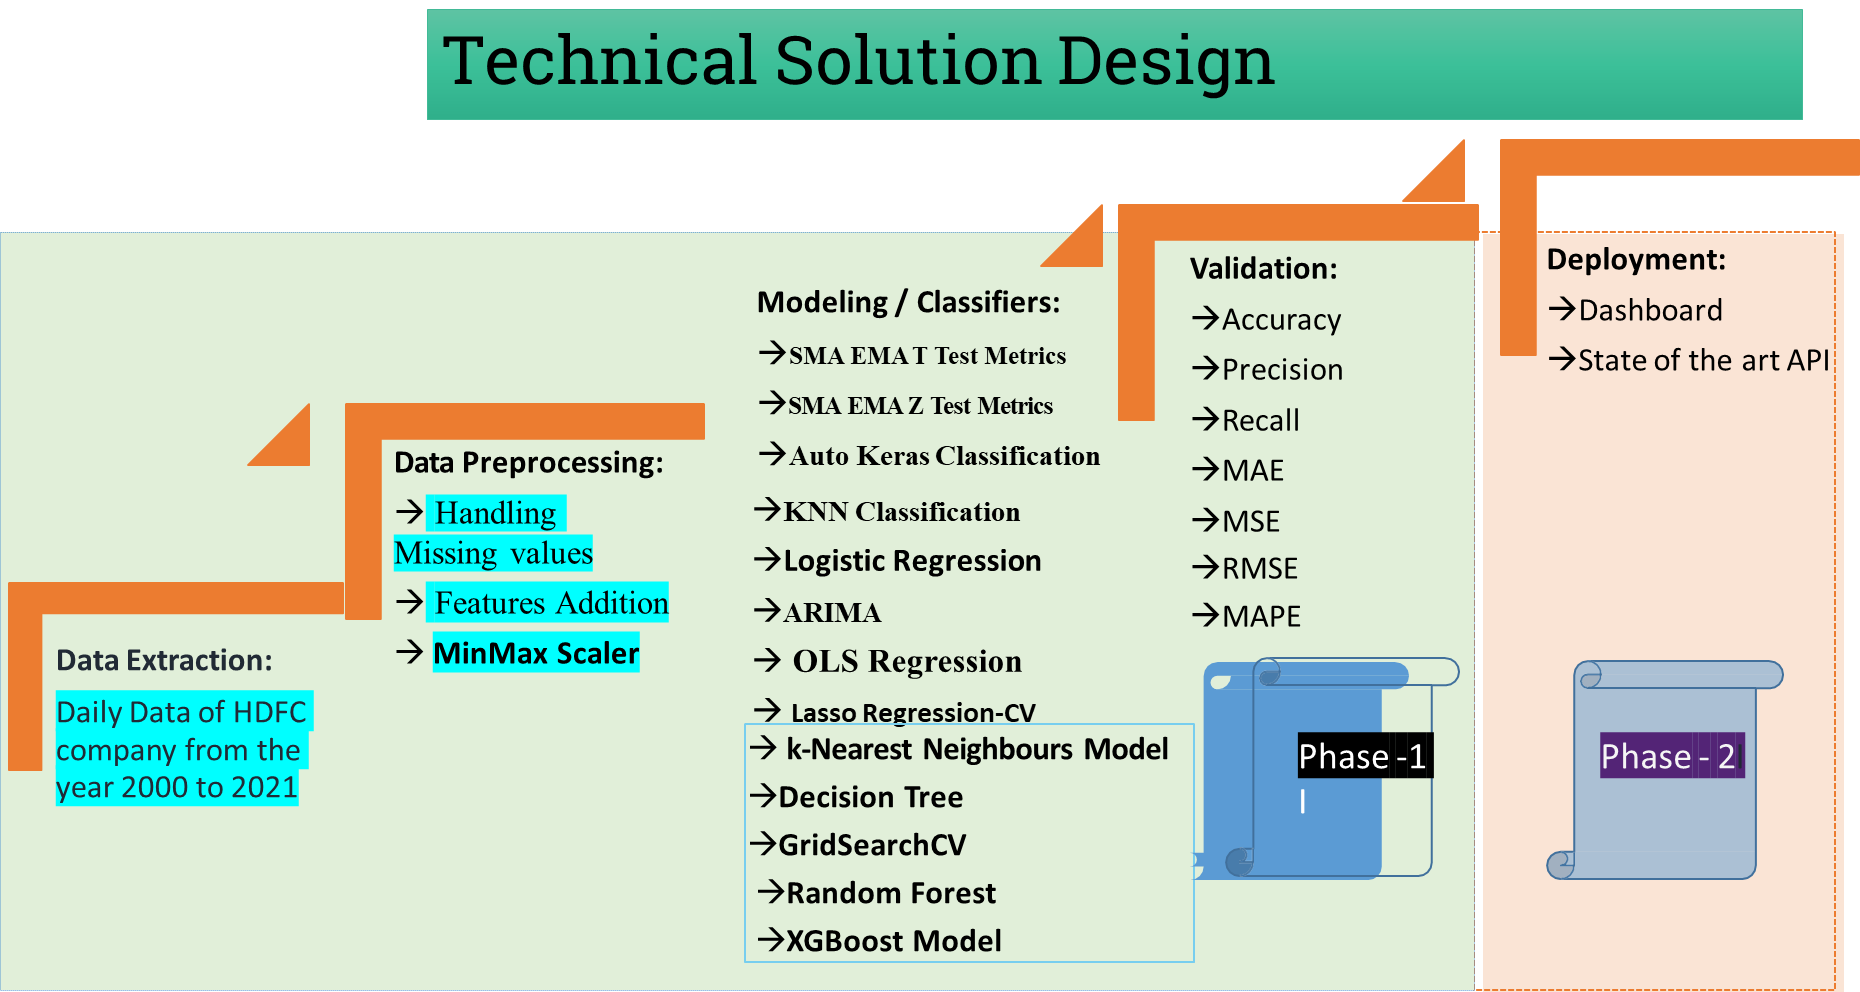 Technical Solution Design
Data Extraction:
Daily Data of HDFC
company from the
year 2000 to 2021
Data Preprocessing:
→ Handling
Missing values
→ Features Addition
→ MinMax Scaler
Modeling / Classifiers:
→SMA EMA T Test Metrics
→SMA EMA Z Test Metrics
→Auto Keras Classification
→KNN Classification
→Logistic Regression
→ARIMA
→ OLS Regression
→ Lasso Regression-CV
→ k-Nearest Neighbours Model
→Decision Tree
→GridSearchCV
→Random Forest
→XGBoost Model
Validation:
→Accuracy
→Precision
→Recall
→MAE
→MSE
→RMSE
→MAPE
Phase -1
Deployment:
→Dashboard
→State of the art API
Phase - 2